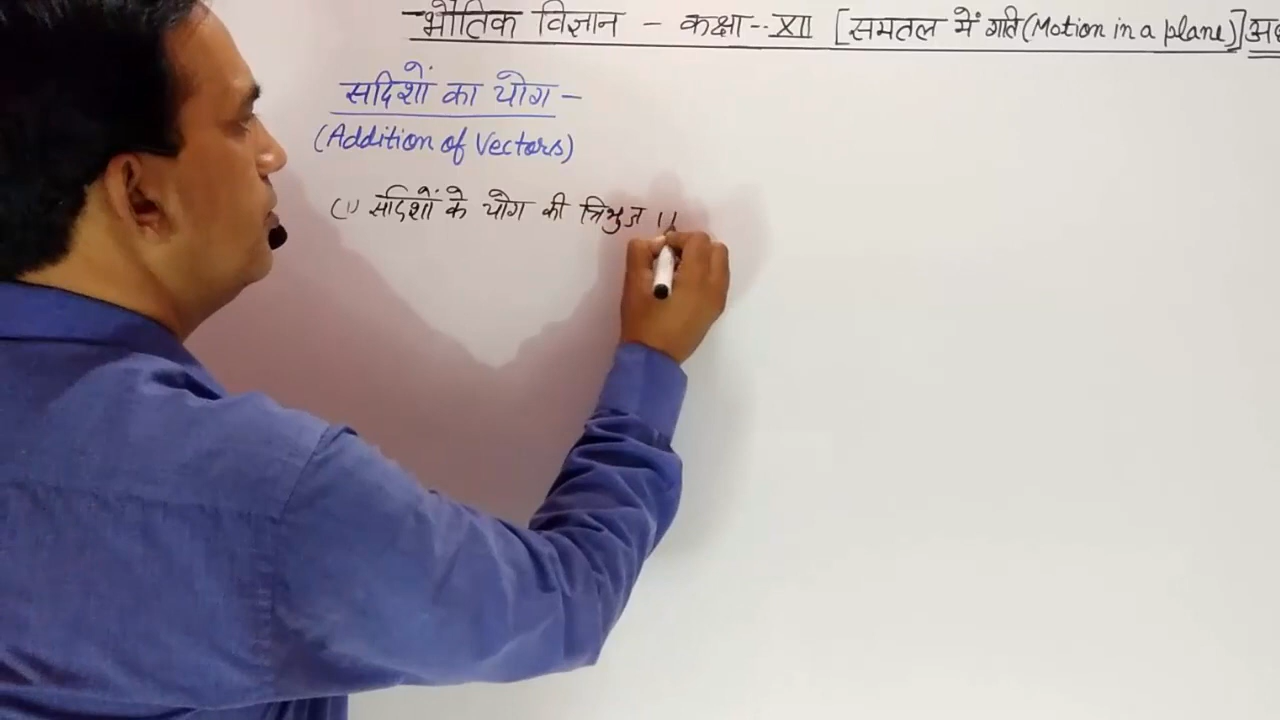 भौतिक विज्ञान - कक्षा-- XII [समतल में गति (Motion in a plane)]
सदिशों का योग -
(Addition of Vectors)
(1) सदिशों के योग की त्रिभुज